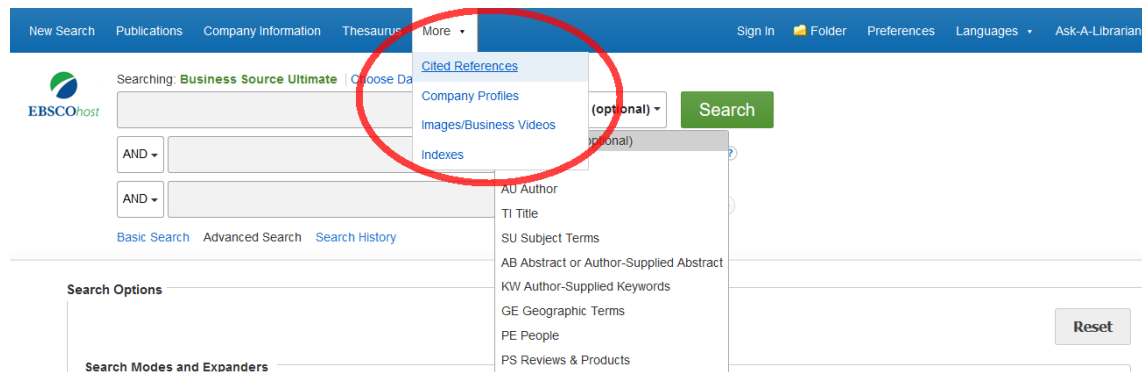 New Search Publications Company Information Thesaurus More Sign In Folder Preferences Languages Ask-A-Librarian
Cited References
Company Profiles
Images/Business Videos
Indexes
EBSCOhost
Searching: Business Source Ultimate | Choose Da
(optional) Search
optional)
AND
AND
AU Author
TI Title
SU Subject Terms
AB Abstract or Author-Supplied Abstract
KW Author-Supplied Keywords
GE Geographic Terms
PE People
PS Reviews & Products
Basic Search Advanced Search Search History
Search Options
Reset
Search Modes and Expanders